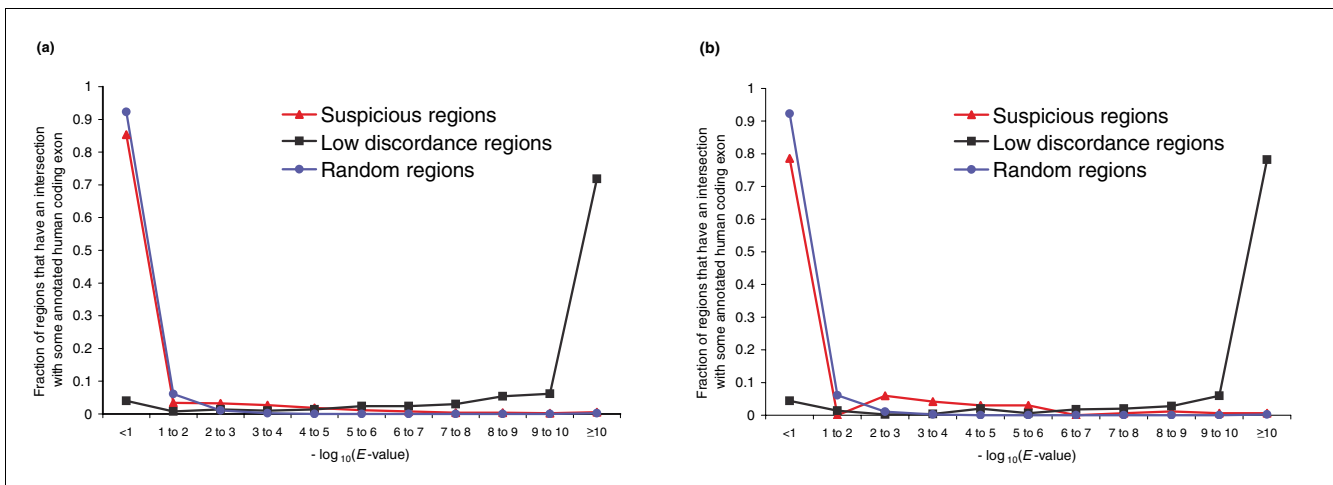 (a)
Fraction of regions that have an intersection
with some annotated human coding exon
1
0.9
0.8
0.7
0.6
0.5
0.4
0.3
0.2
0.1
0
Suspicious regions
Low discordance regions
Random regions
<1 1 to 2 2 to 3 3 to 4 4 to 5 5 to 6 6 to 7 7 to 8 8 to 9 9 to 10 ≥10
- log10(E-value)
(b)
Fraction of regions that have an intersection
with some annotated human coding exon
1
0.9
0.8
0.7
0.6
0.5
0.4
0.3
0.2
0.1
0
Suspicious regions
Low discordance regions
Random regions
<1 1 to 2 2 to 3 3 to 4 4 to 5 5 to 6 6 to 7 7 to 8 8 to 9 9 to 10 ≥10
- log10(E-value)